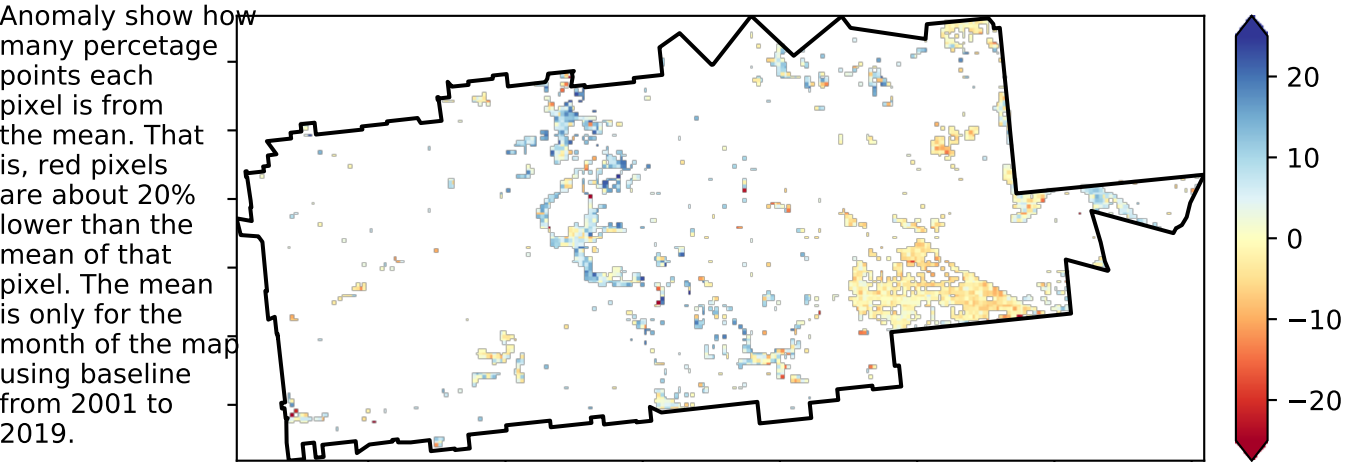 Anomaly show how
many percetage
points each
pixel is from
the mean. That
is, red pixels
are about 20%
lower than the
mean of that
pixel. The mean
is only for the
month of the map
using baseline
from 2001 to
2019.
20
10
0
−10
−20